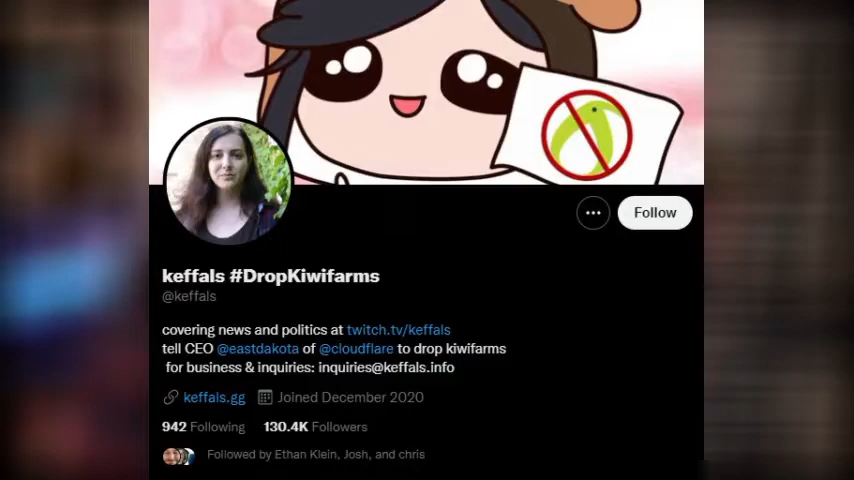 Follow
keffals #DropKiwifarms
@keffals
covering news and politics at twitch.tv/keffals
tell CEO @eastdakota of @cloudflare to drop kiwifarms
for business & inquiries: inquiries@keffals.info
keffals.gg Joined December 2020
942 Following 130.4K Followers
Followed by Ethan Klein, Josh, and chris